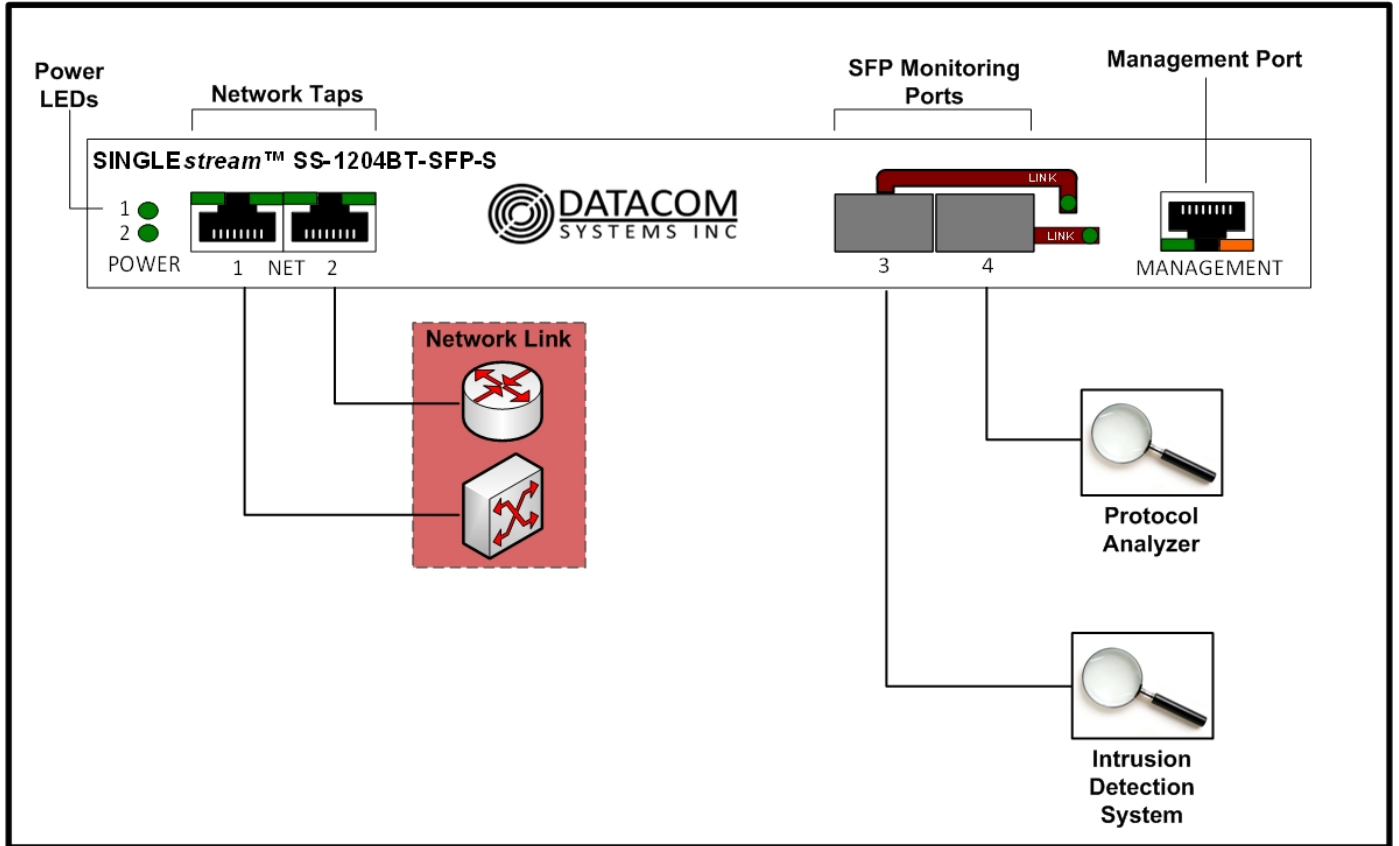 Power
LEDs
Network Taps
SFP Monitoring
Ports
Management Port
SINGLEstream™ SS-1204BT-SFP-S
1
2
POWER
1 NET 2
DATACOM
SYSTEMS INC
LINK
LINK
3
4
MANAGEMENT
Network Link
Protocol
Analyzer
Intrusion
Detection
System